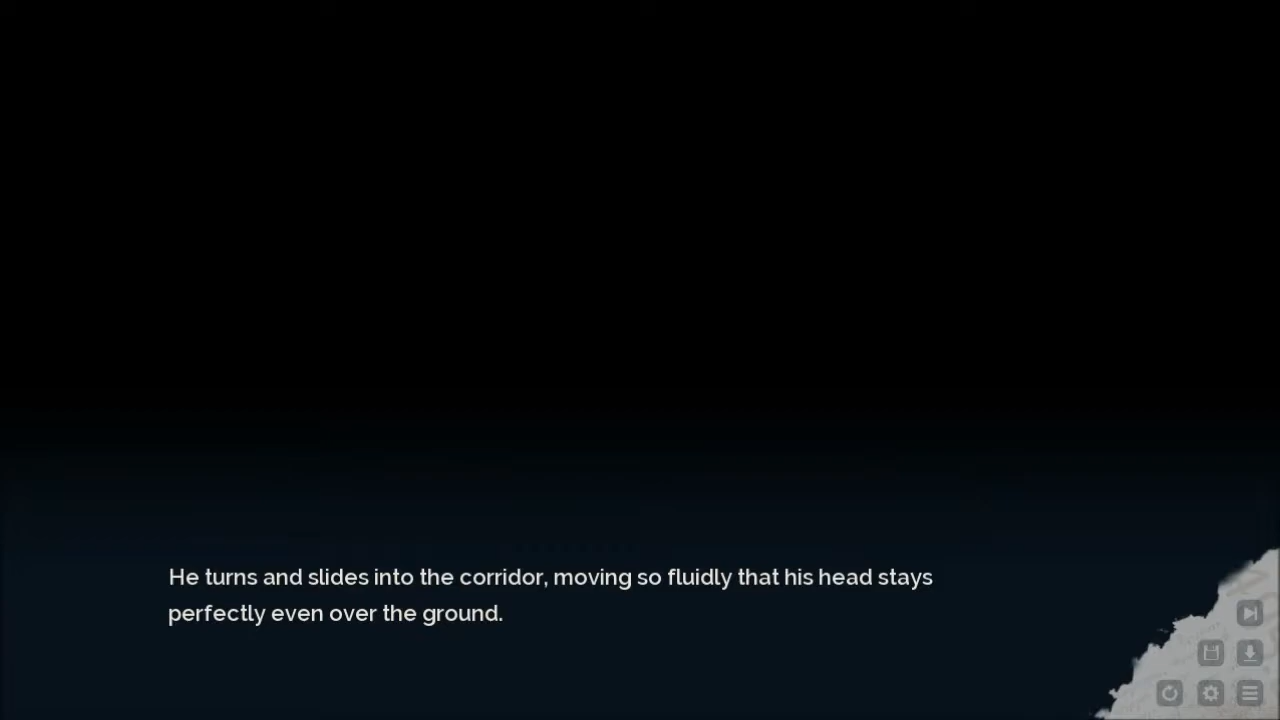 He turns and slides into the corridor, moving so fluidly that his head stays
perfectly even over the ground.